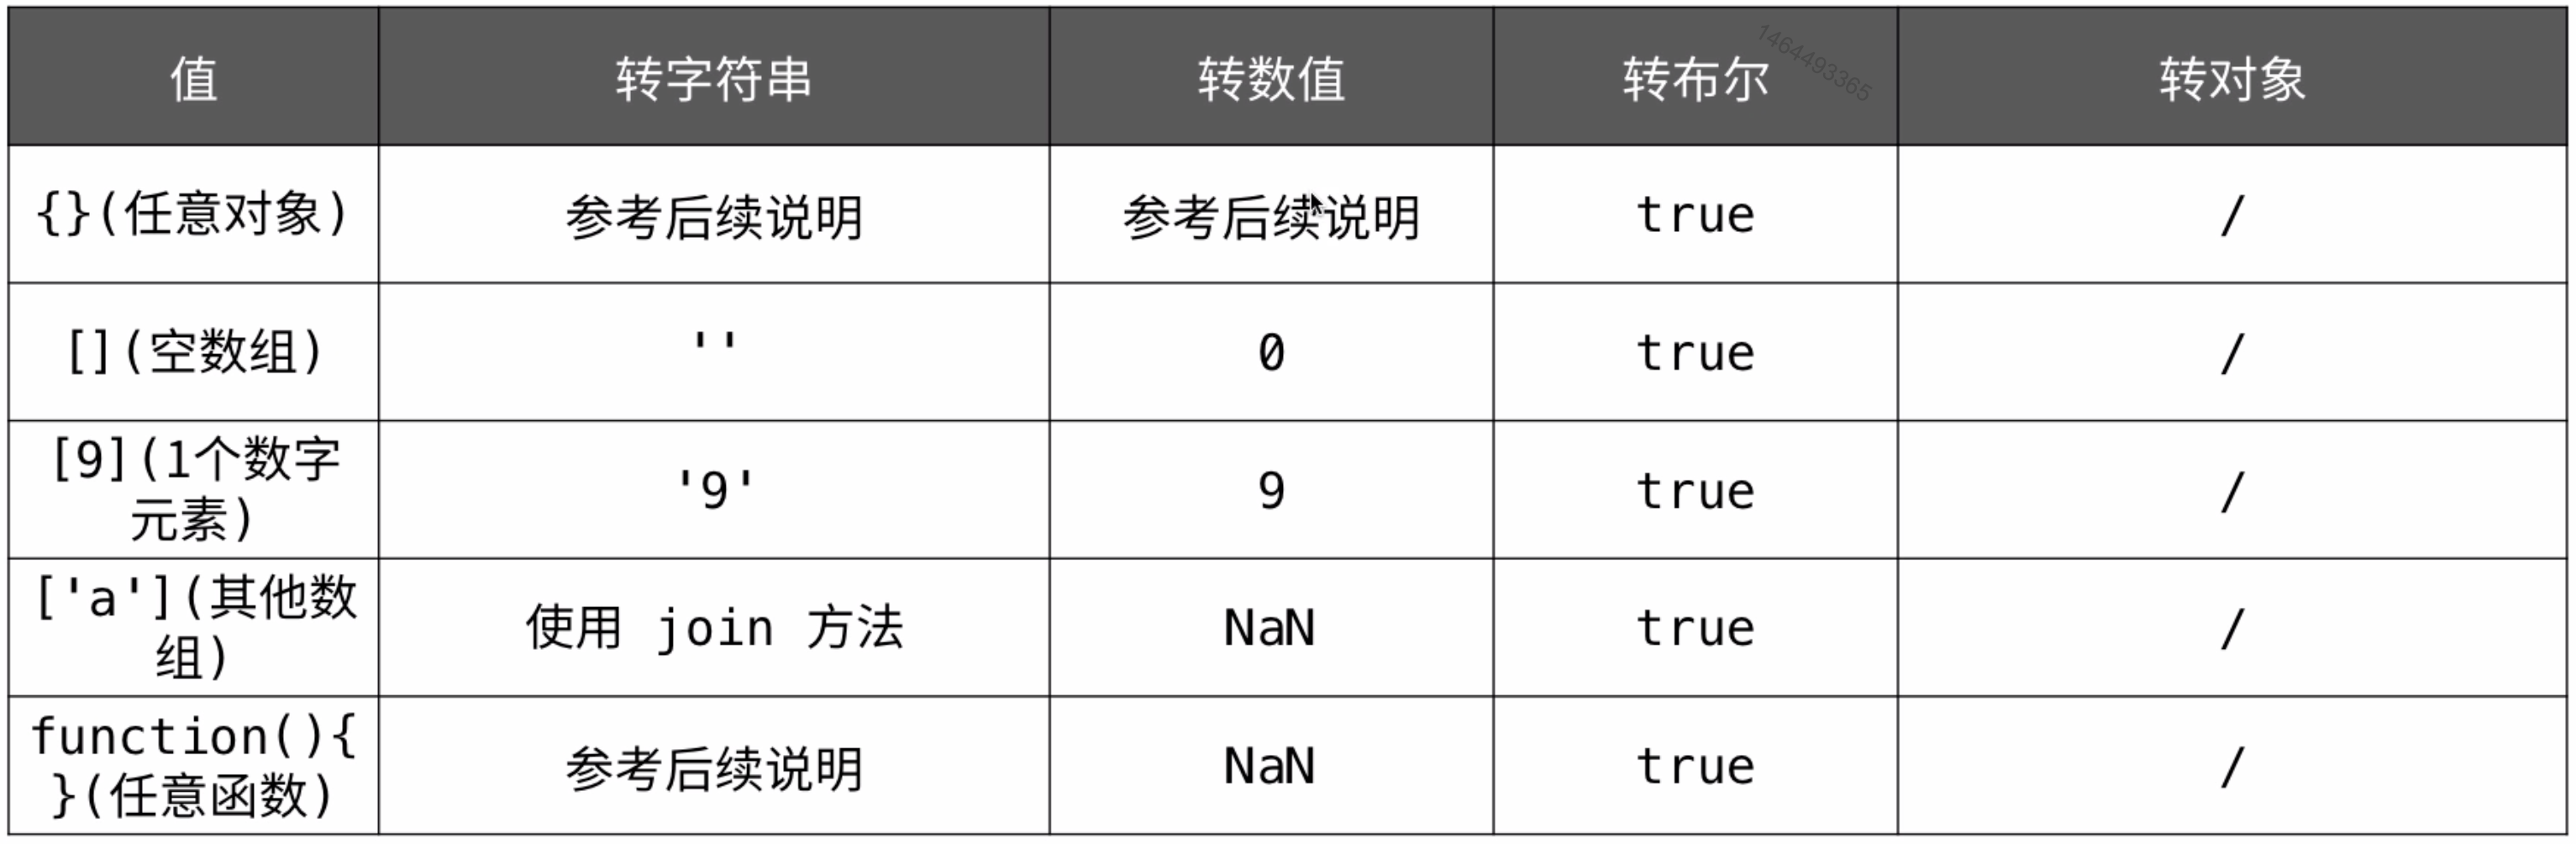 值 转字符串 转数值 转布尔 转对象
1464493365
{}(任意对象) 参考后续说明 参考后续说明 true /
[](空数组) '' 0 true /
[9](1个数字
元素) '9' 9 true /
['a'](其他数
组) 使用 join 方法 NaN true /
function(){
}(任意函数) 参考后续说明 NaN true /